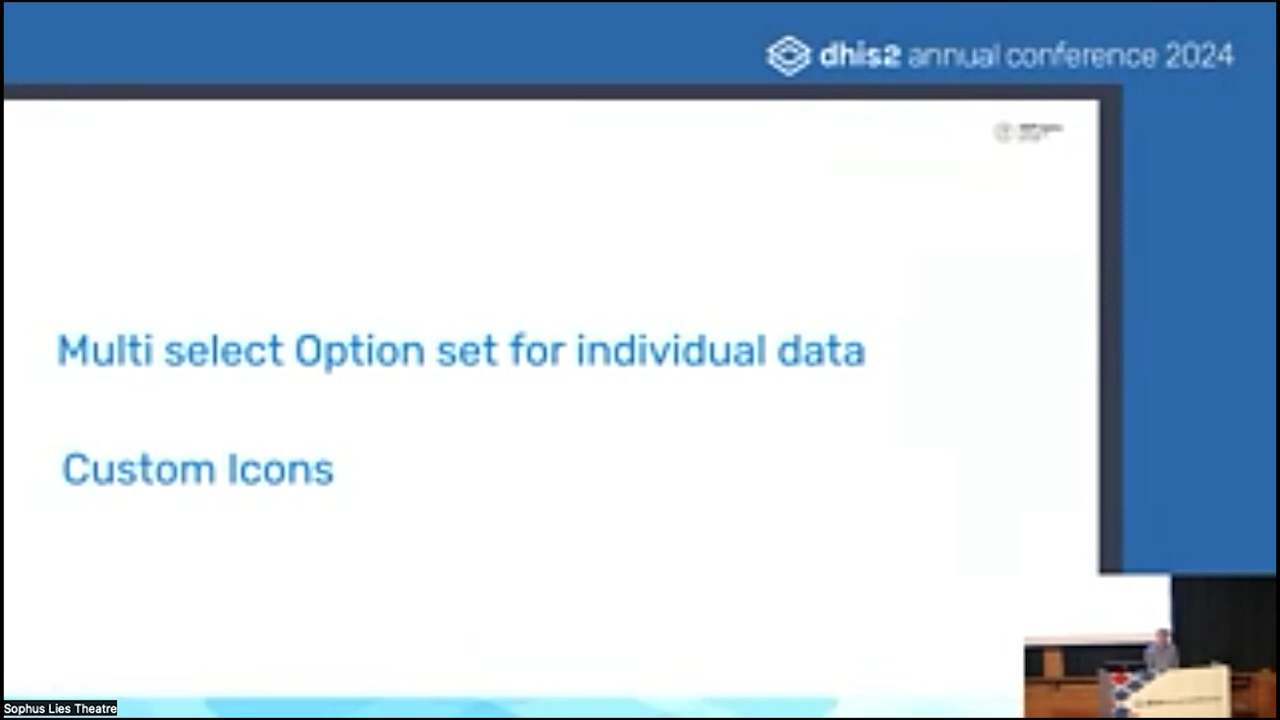 dhis2 annual conference 2024
Multi select Option set for individual data
Custom Icons
Sophus Lies Theatre